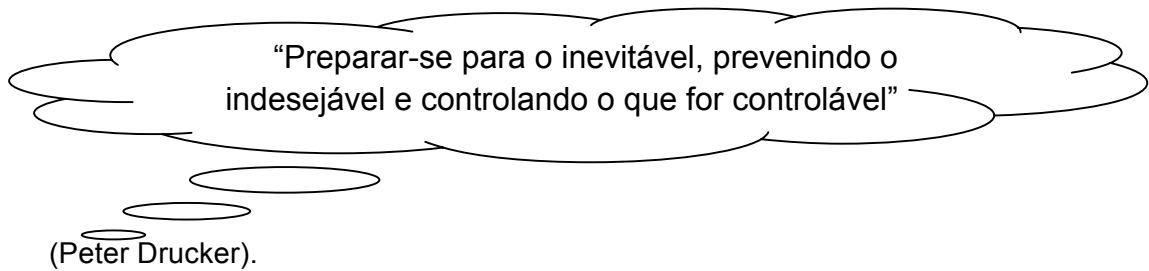 “Preparar-se para o inevitável, prevenindo o
indesejável e controlando o que for controlável”
(Peter Drucker).